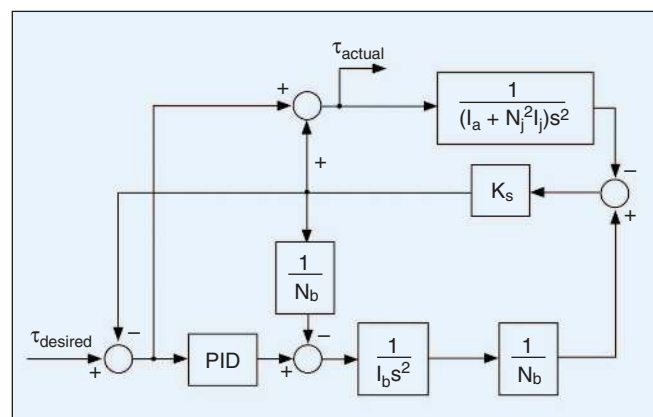 τactual
+
1
(Ia + Nj²Ij)s²
+
−
Ks
+
1
Nb
−
τdesired
−
+
PID
+
1
Ibs²
1
Nb